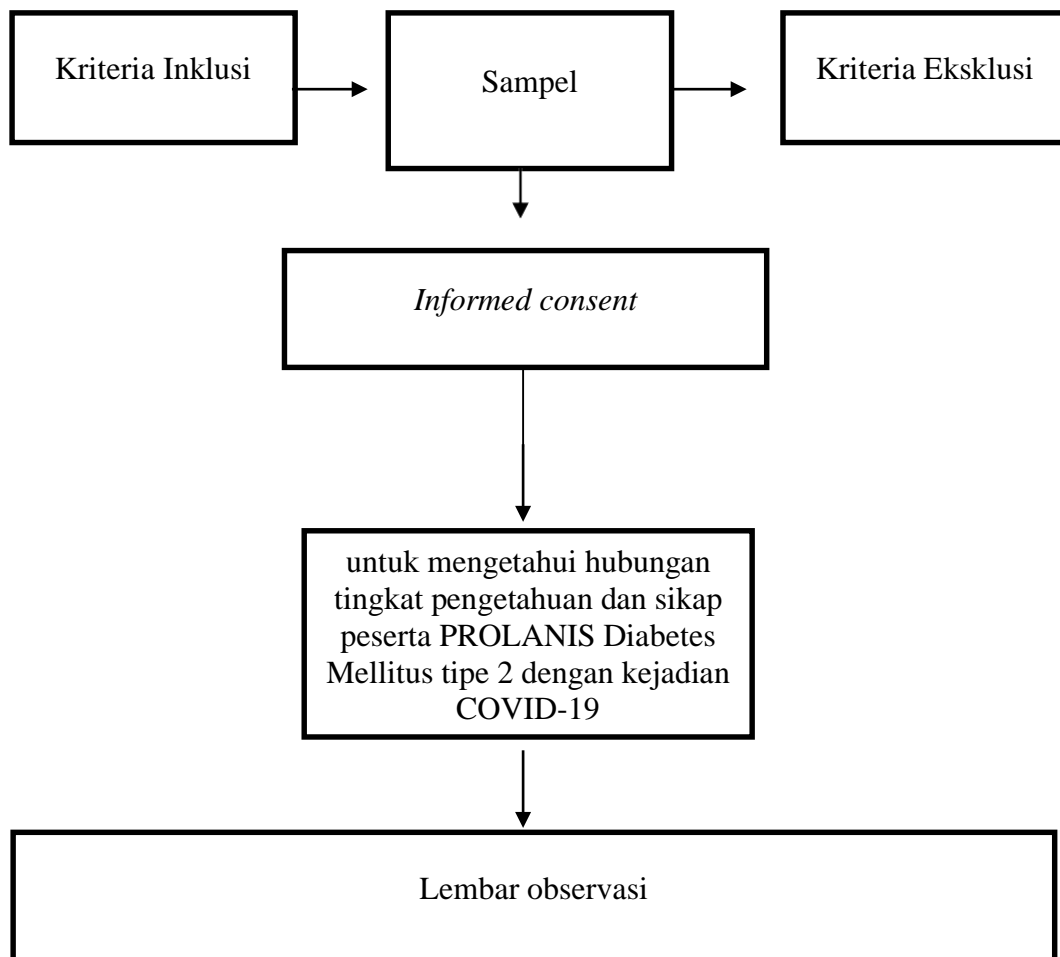 Kriteria Inklusi
Sampel
Kriteria Eksklusi
Informed consent
untuk mengetahui hubungan
tingkat pengetahuan dan sikap
peserta PROLANIS Diabetes
Mellitus tipe 2 dengan kejadian
COVID-19
Lembar observasi